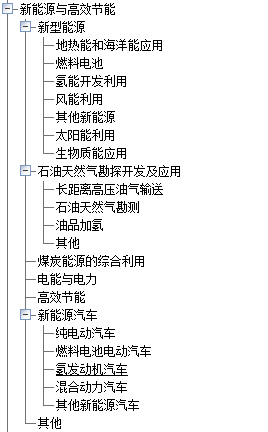 新能源与高效节能
新型能源
地热能和海洋能应用
燃料电池
氢能开发利用
风能利用
其他新能源
太阳能利用
生物质能应用
石油天然气勘探开发及应用
长距离高压油气输送
石油天然气勘测
油品加氢
其他
煤炭能源的综合利用
电能与电力
高效节能
新能源汽车
纯电动汽车
燃料电池电动汽车
氢发动机汽车
混合动力汽车
其他新能源汽车
其他